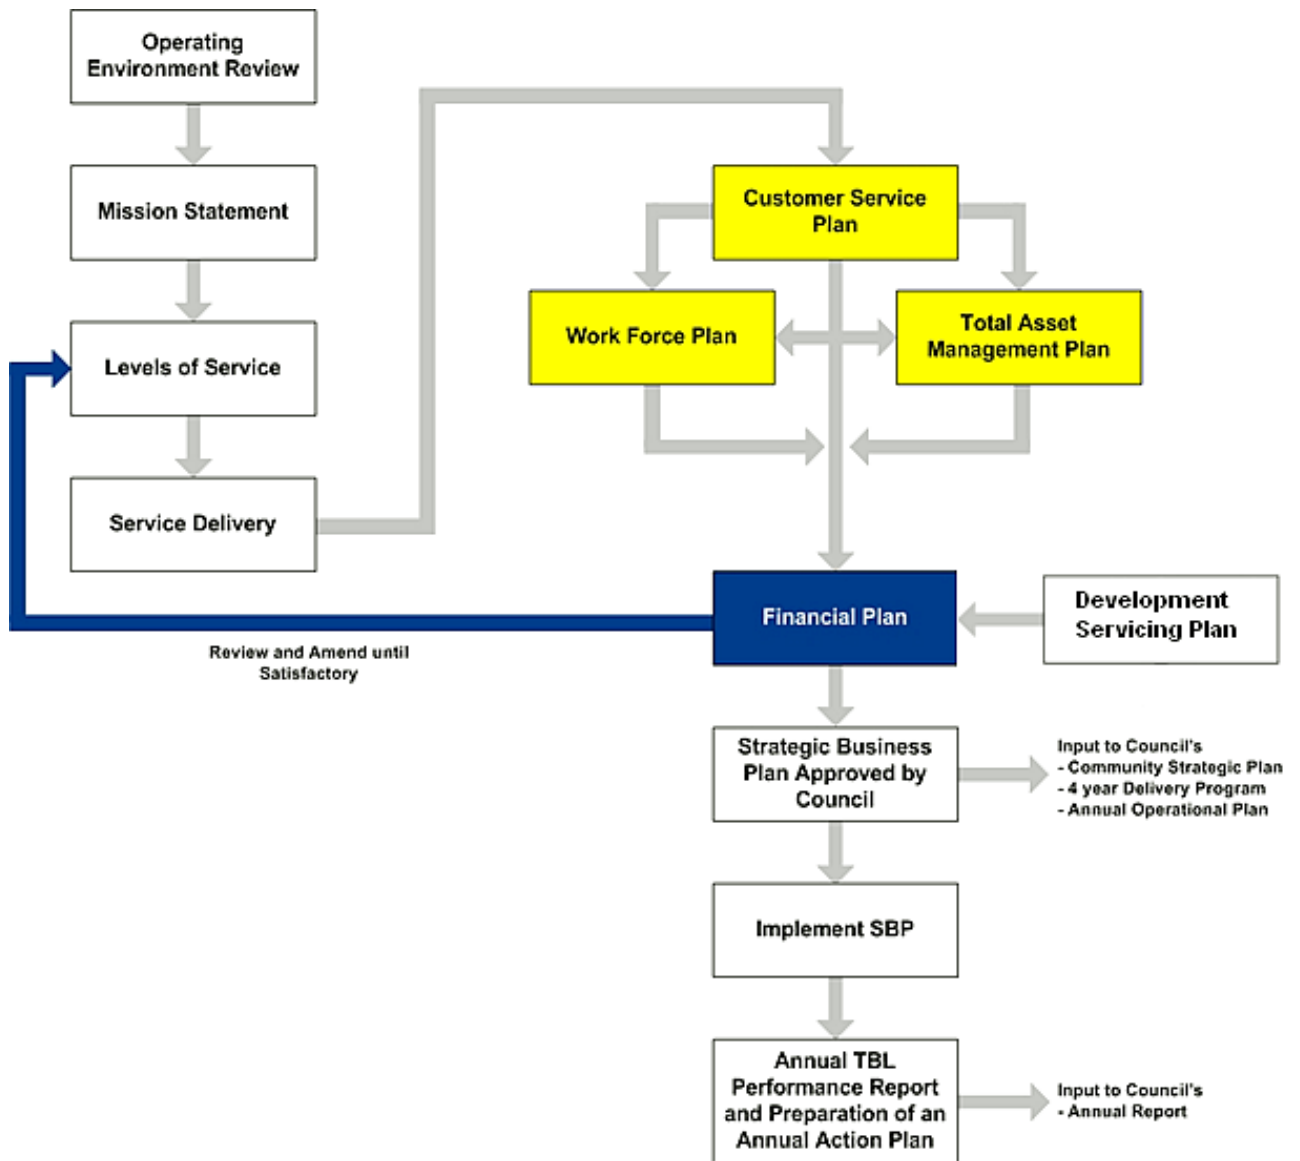 Operating
Environment Review
Mission Statement
Levels of Service
Service Delivery
Customer Service
Plan
Work Force Plan
Total Asset
Management Plan
Financial Plan
Development
Servicing Plan
Review and Amend until
Satisfactory
Strategic Business
Plan Approved by
Council
Input to Council's
- Community Strategic Plan
- 4 year Delivery Program
- Annual Operational Plan
Implement SBP
Annual TBL
Performance Report
and Preparation of an
Annual Action Plan
Input to Council's
- Annual Report